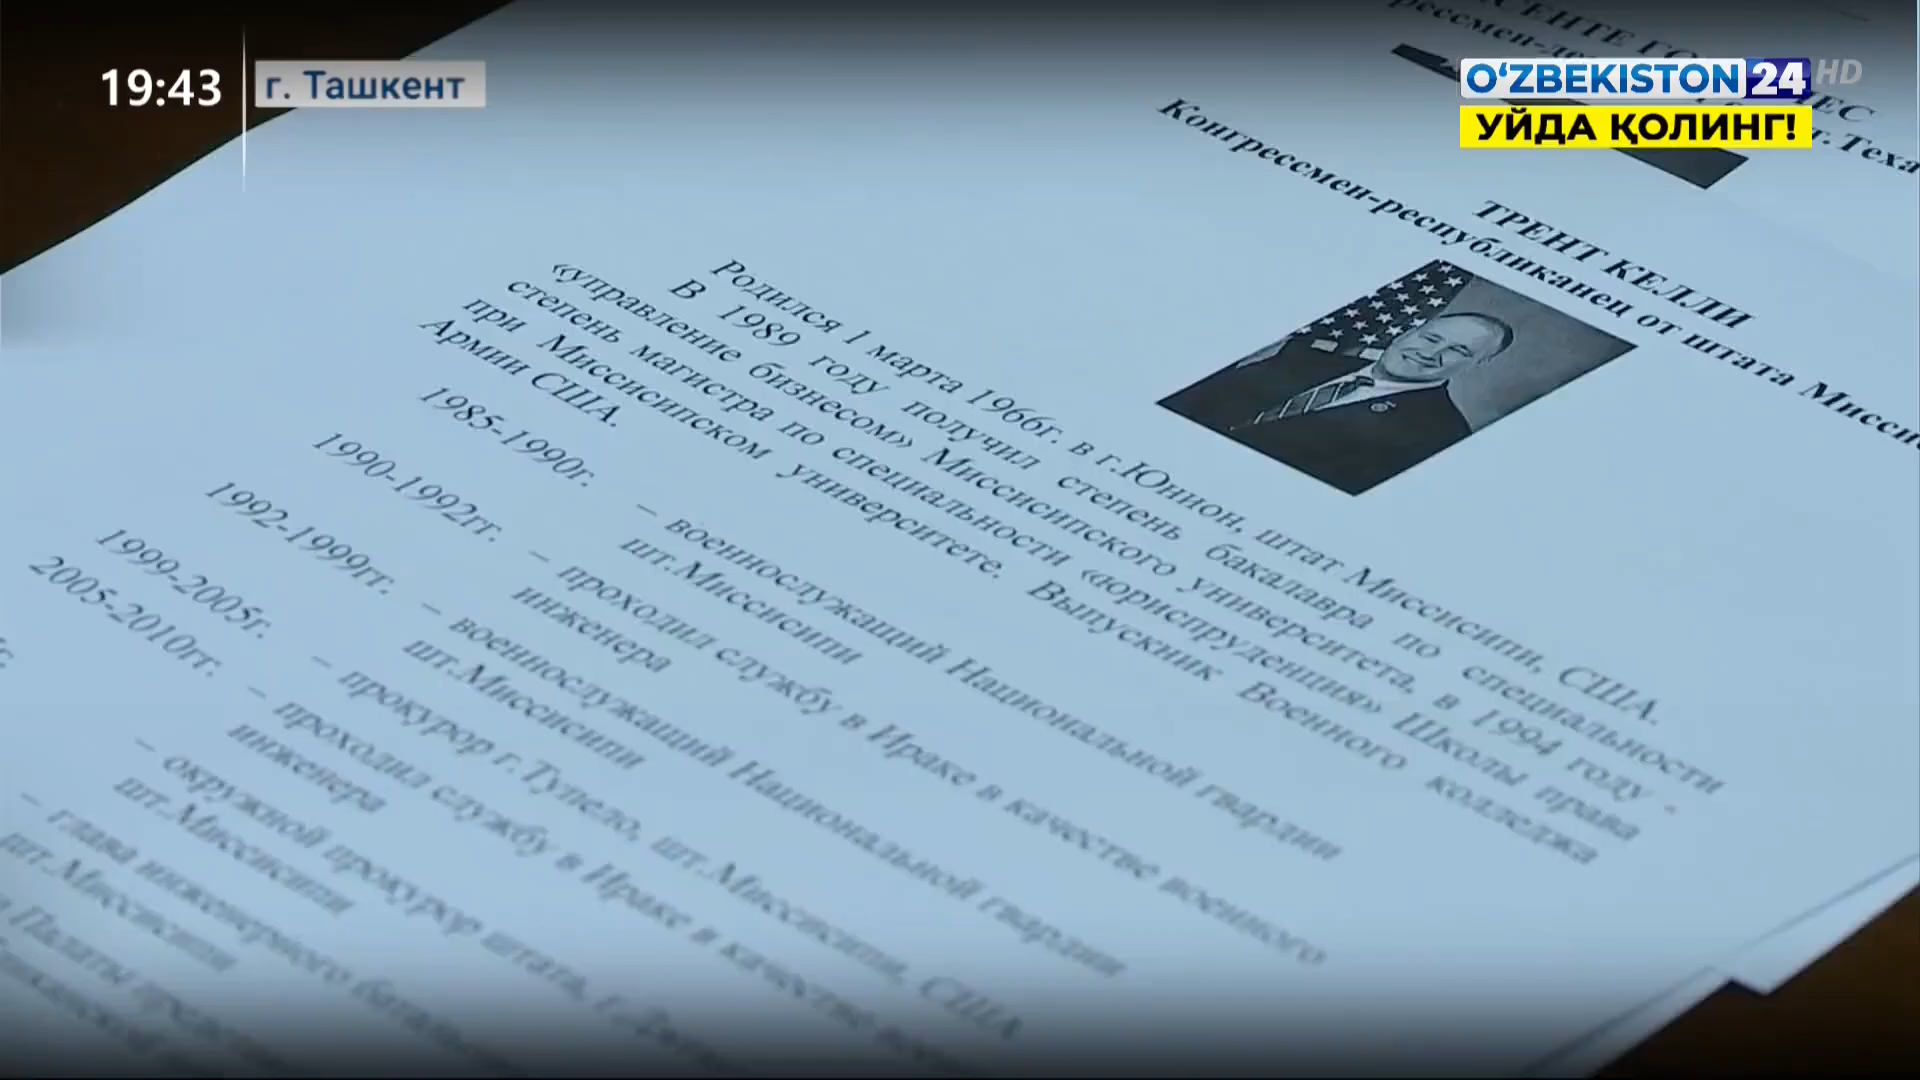 19:43
г. Ташкент
O‘ZBEKISTON 24 HD
УЙДА ҚОЛИНГ!
ТРЕНТ КЕЛЛИ
Конгрессмен-республиканец от штата
Родился 1 марта 1966г. в г.Юнион, штат Миссисипи, США.
В 1989 году получил степень бакалавра по специальности
«управление бизнесом» Миссисипского университета, в 1994 году -
степень магистра по специальности «юриспруденция» Школы права
при Миссисипском университете. Выпускник Военного колледжа
Армии США.
1985-1990г. – военнослужащий Национальной гвардии
шт.Миссисипи
1990-1992гг. – проходил службу в Ираке в качестве военного
инженера
1992-1999гг. – военнослужащий Национальной гвардии
шт.Миссисипи
1999-2005г. – прокурор г.Тупело, шт.Миссисипи, США
2005-2010гг. – проходил службу в Ираке в качестве
инженера
– окружной прокурор штата,
шт.Миссисипи
– глава инженерного
шт.Миссисипи
Палаты